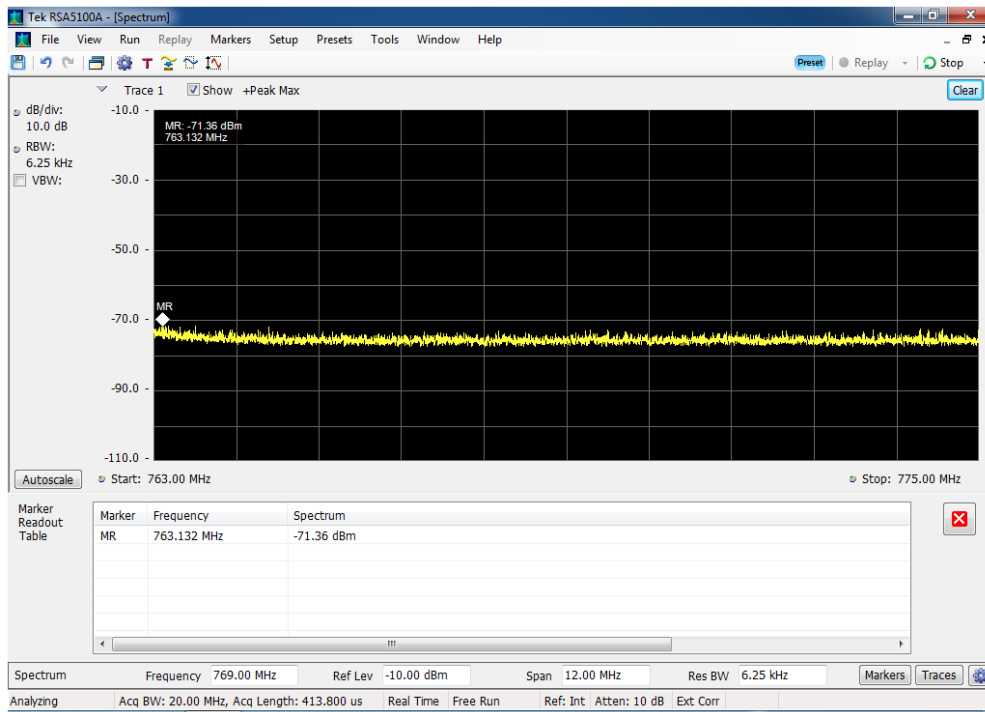 Tek RSA5100A - [Spectrum]
File View Run Replay Markers Setup Presets Tools Window Help
T Preset Replay Stop
Trace 1 Show +Peak Max Clear
dB/div:
10.0 dB
RBW:
6.25 kHz
VBW:
-10.0
MR: -71.36 dBm
763.132 MHz
-30.0
-50.0
MR
-70.0
-90.0
-110.0
Autoscale Start: 763.00 MHz Stop: 775.00 MHz
Marker
Readout
Table
Marker Frequency Spectrum
MR 763.132 MHz -71.36 dBm
Spectrum Frequency 769.00 MHz Ref Lev -10.00 dBm Span 12.00 MHz Res BW 6.25 kHz Markers Traces
Analyzing Acq BW: 20.00 MHz, Acq Length: 413.800 us Real Time Free Run Ref: Int Atten: 10 dB Ext Corr